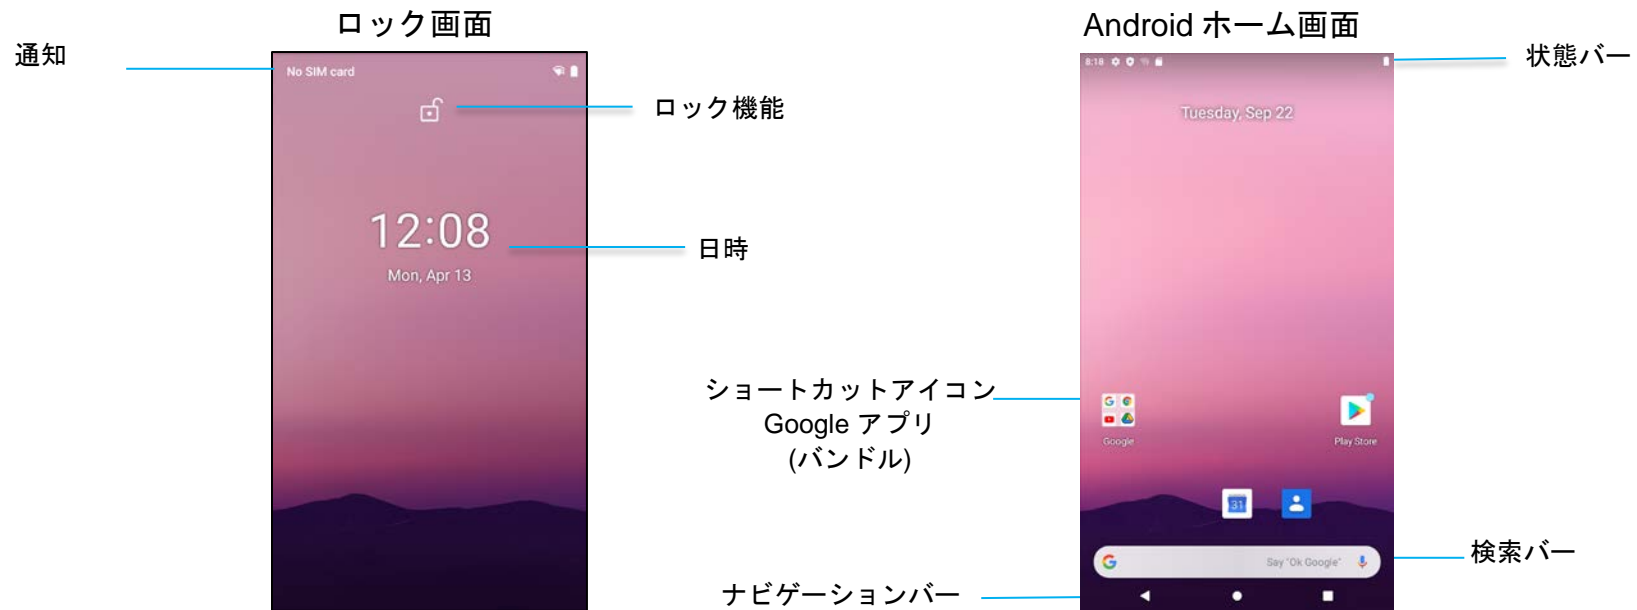 ロック画面
通知
No SIM card
ロック機能
12:08
日時
Mon, Apr 13
Android ホーム画面
8:18
状態バー
Tuesday, Sep 22
ショートカットアイコン
Google アプリ
(バンドル)
Google
Play Store
31
Say "Ok Google"
検索バー
ナビゲーションバー